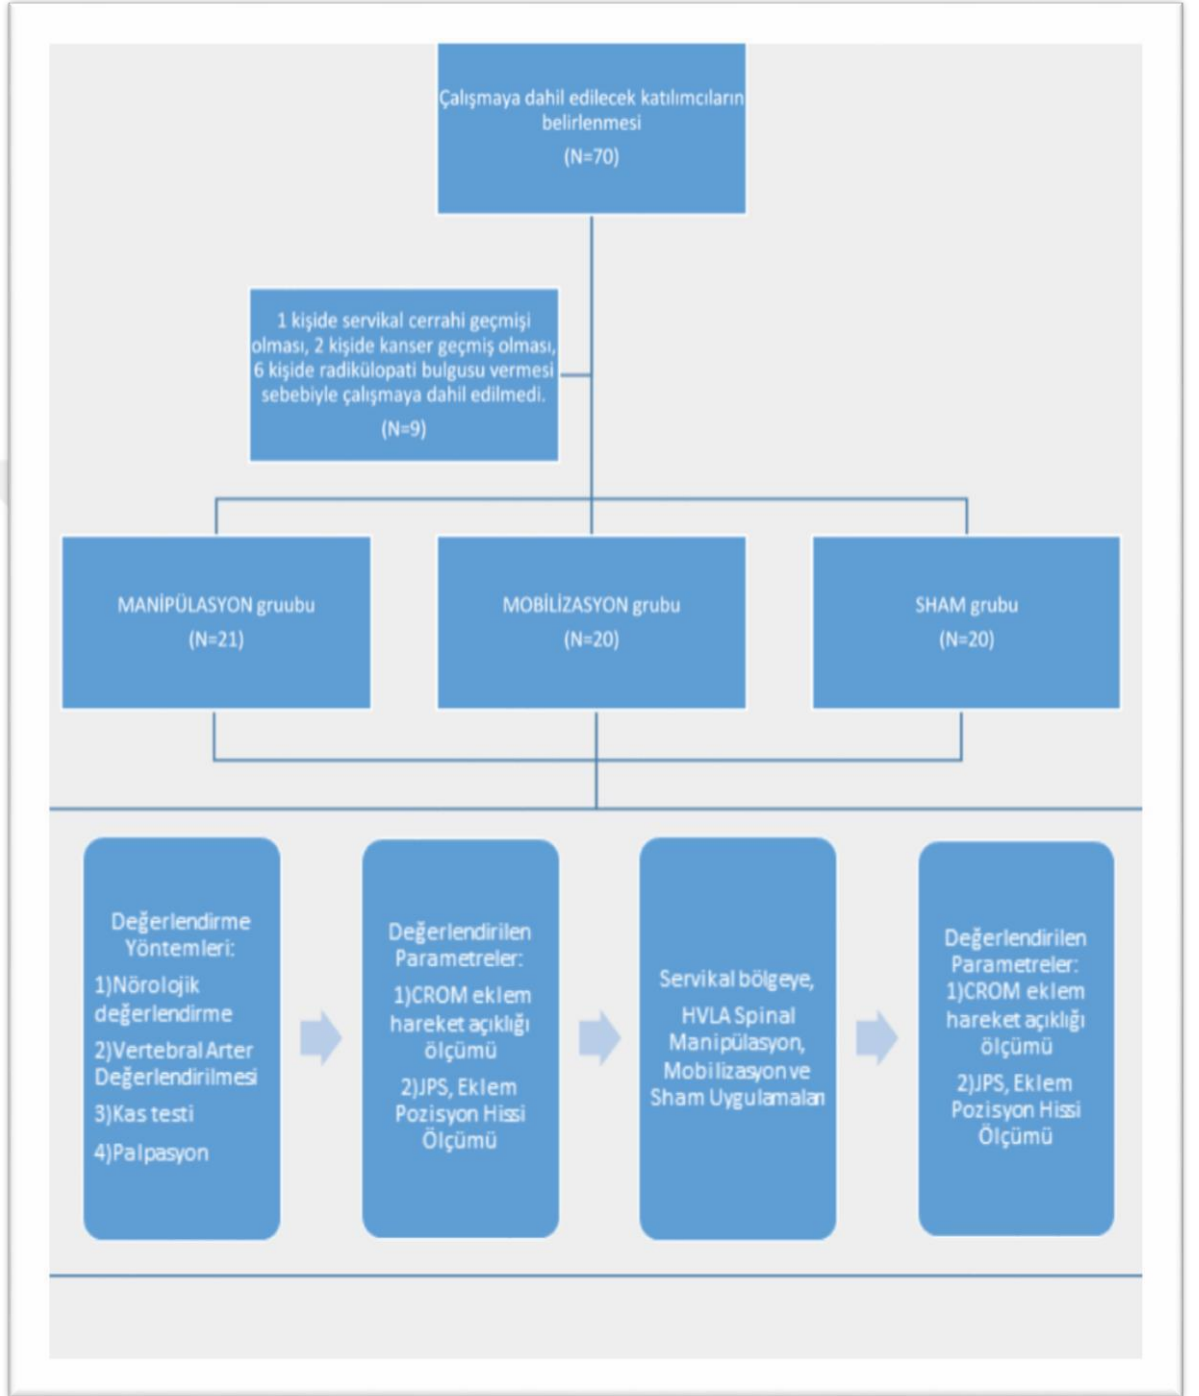 Çalışmaya dahil edilecek katılımcıların
belirlenmesi
(N=70)
1 kişide servikal cerrahi geçmişi
olması, 2 kişide kanser geçmiş olması,
6 kişide radikülopati bulgusu vermesi
sebebiyle çalışmaya dahil edilmedi.
(N=9)
MANİPÜLASYON gruubu
(N=21)
MOBİLİZASYON grubu
(N=20)
SHAM grubu
(N=20)
Değerlendirme
Yöntemleri:
1)Nörolojik
değerlendirme
2)Vertebral Arter
Değerlendirilmesi
3)Kas testi
4)Palpasyon
Değerlendirilen
Parametreler:
1)CROM eklem
hareket açıklığı
ölçümü
2)JPS, Eklem
Pozisyon Hissi
Ölçümü
Servikal bölgeye,
HVLA Spinal
Manipülasyon,
Mobilizasyon ve
Sham Uygulamaları
Değerlendirilen
Parametreler:
1)CROM eklem
hareket açıklığı
ölçümü
2)JPS, Eklem
Pozisyon Hissi
Ölçümü